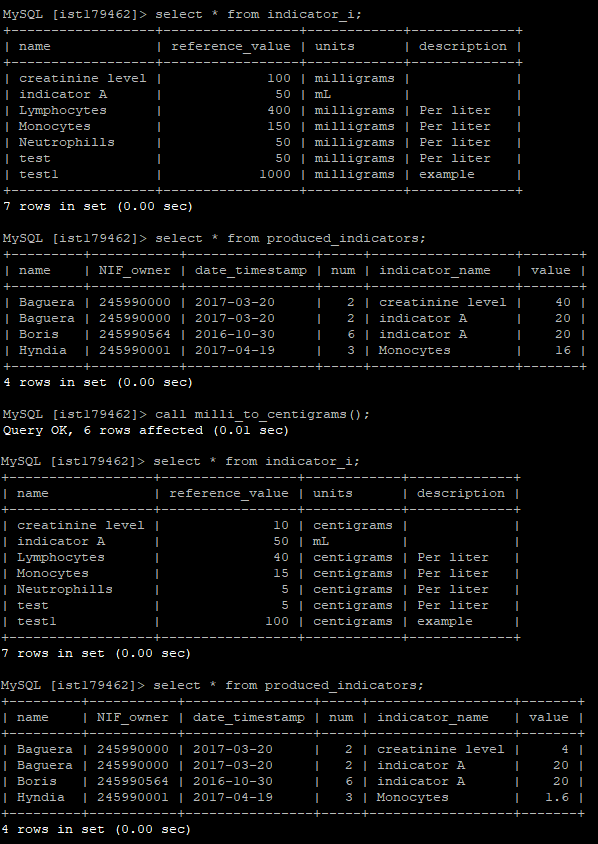 MySQL [ist179462]> select * from indicator_i;
+------------------+-----------------+------------+-------------+
| name             | reference_value | units      | description |
+------------------+-----------------+------------+-------------+
| creatinine level |             100 | milligrams |             |
| indicator A      |              50 | mL         |             |
| Lymphocytes      |             400 | milligrams | Per liter   |
| Monocytes        |             150 | milligrams | Per liter   |
| Neutrophills     |              50 | milligrams | Per liter   |
| test             |              50 | milligrams | Per liter   |
| test1            |            1000 | milligrams | example     |
+------------------+-----------------+------------+-------------+
7 rows in set (0.00 sec)
MySQL [ist179462]> select * from produced_indicators;
+---------+-----------+----------------+-----+------------------+-------+
| name    | NIF_owner | date_timestamp | num | indicator_name   | value |
+---------+-----------+----------------+-----+------------------+-------+
| Baguera | 245990000 | 2017-03-20     |   2 | creatinine level |    40 |
| Baguera | 245990000 | 2017-03-20     |   2 | indicator A      |    20 |
| Boris   | 245990564 | 2016-10-30     |   6 | indicator A      |    20 |
| Hyndia  | 245990001 | 2017-04-19     |   3 | Monocytes        |    16 |
+---------+-----------+----------------+-----+------------------+-------+
4 rows in set (0.00 sec)
MySQL [ist179462]> call milli_to_centigrams();
Query OK, 6 rows affected (0.01 sec)
MySQL [ist179462]> select * from indicator_i;
+------------------+-----------------+------------+-------------+
| name             | reference_value | units      | description |
+------------------+-----------------+------------+-------------+
| creatinine level |              10 | centigrams |             |
| indicator A      |              50 | mL         |             |
| Lymphocytes      |              40 | centigrams | Per liter   |
| Monocytes        |              15 | centigrams | Per liter   |
| Neutrophills     |               5 | centigrams | Per liter   |
| test             |               5 | centigrams | Per liter   |
| test1            |             100 | centigrams | example     |
+------------------+-----------------+------------+-------------+
7 rows in set (0.00 sec)
MySQL [ist179462]> select * from produced_indicators;
+---------+-----------+----------------+-----+------------------+-------+
| name    | NIF_owner | date_timestamp | num | indicator_name   | value |
+---------+-----------+----------------+-----+------------------+-------+
| Baguera | 245990000 | 2017-03-20     |   2 | creatinine level |     4 |
| Baguera | 245990000 | 2017-03-20     |   2 | indicator A      |    20 |
| Boris   | 245990564 | 2016-10-30     |   6 | indicator A      |    20 |
| Hyndia  | 245990001 | 2017-04-19     |   3 | Monocytes        |   1.6 |
+---------+-----------+----------------+-----+------------------+-------+
4 rows in set (0.00 sec)